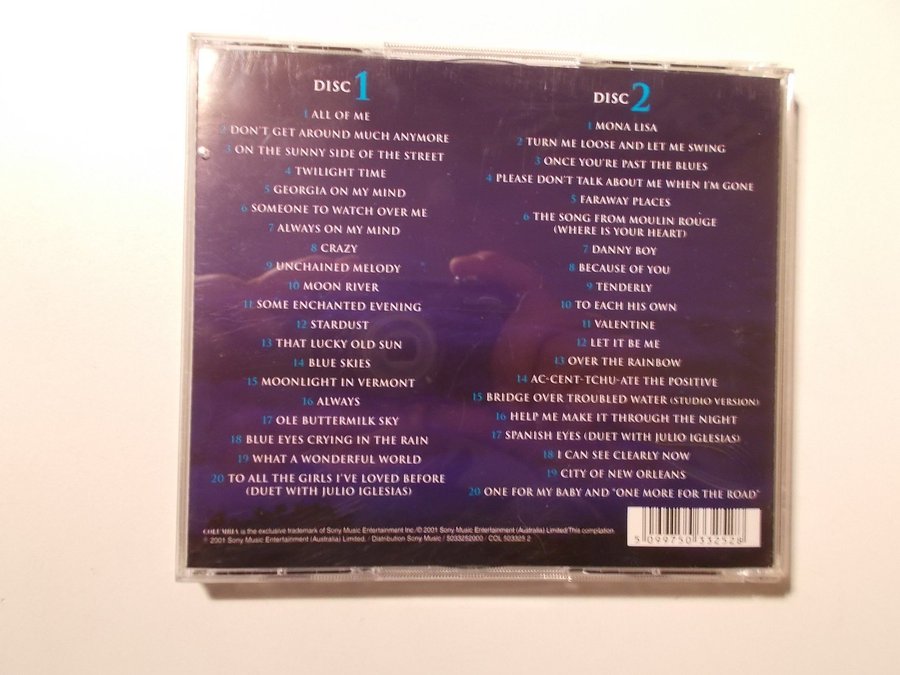 DISC 1
1 ALL OF ME
2 DON'T GET AROUND MUCH ANYMORE
3 ON THE SUNNY SIDE OF THE STREET
4 TWILIGHT TIME
5 GEORGIA ON MY MIND
6 SOMEONE TO WATCH OVER ME
7 ALWAYS ON MY MIND
8 CRAZY
9 UNCHAINED MELODY
10 MOON RIVER
11 SOME ENCHANTED EVENING
12 STARDUST
13 THAT LUCKY OLD SUN
14 BLUE SKIES
15 MOONLIGHT IN VERMONT
16 ALWAYS
17 OLE BUTTERMILK SKY
18 BLUE EYES CRYING IN THE RAIN
19 WHAT A WONDERFUL WORLD
20 TO ALL THE GIRLS I'VE LOVED BEFORE
(DUET WITH JULIO IGLESIAS)
DISC 2
1 MONA LISA
2 TURN ME LOOSE AND LET ME SWING
3 ONCE YOU'RE PAST THE BLUES
4 PLEASE DON'T TALK ABOUT ME WHEN I'M GONE
5 FARAWAY PLACES
6 THE SONG FROM MOULIN ROUGE
(WHERE IS YOUR HEART)
7 DANNY BOY
8 BECAUSE OF YOU
9 TENDERLY
10 TO EACH HIS OWN
11 VALENTINE
12 LET IT BE ME
13 OVER THE RAINBOW
14 AC-CENT-TCHU-ATE THE POSITIVE
15 BRIDGE OVER TROUBLED WATER (STUDIO VERSION)
16 HELP ME MAKE IT THROUGH THE NIGHT
17 SPANISH EYES (DUET WITH JULIO IGLESIAS)
18 I CAN SEE CLEARLY NOW
19 CITY OF NEW ORLEANS
20 ONE FOR MY BABY AND "ONE MORE FOR THE ROAD"
COLUMBIA is the exclusive trademark of Sony Music Entertainment Inc./© 2001 Sony Music Entertainment (Australia) Limited/This compilation
℗ 2001 Sony Music Entertainment (Australia) Limited. / Distribution Sony Music / 5033252000 / COL 503325 2
5 099750 332528